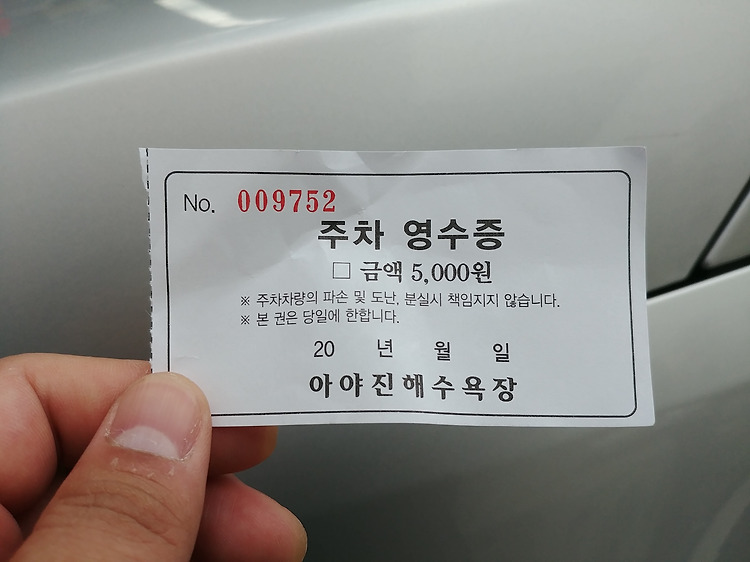 No. 009752
주차 영수증
□ 금액 5,000원
※ 주차차량의 파손 및 도난, 분실시 책임지지 않습니다.
※ 본 권은 당일에 한합니다.
20 년 월 일
아야진해수욕장